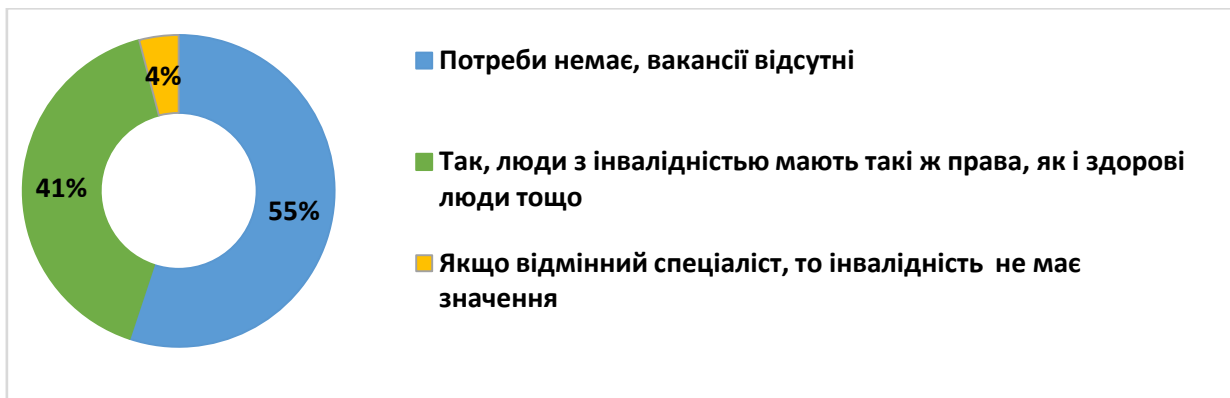 4%
41%
55%
Потреби немає, вакансії відсутні
Так, люди з інвалідністю мають такі ж права, як і здорові
люди тощо
Якщо відмінний спеціаліст, то інвалідність не має
значення